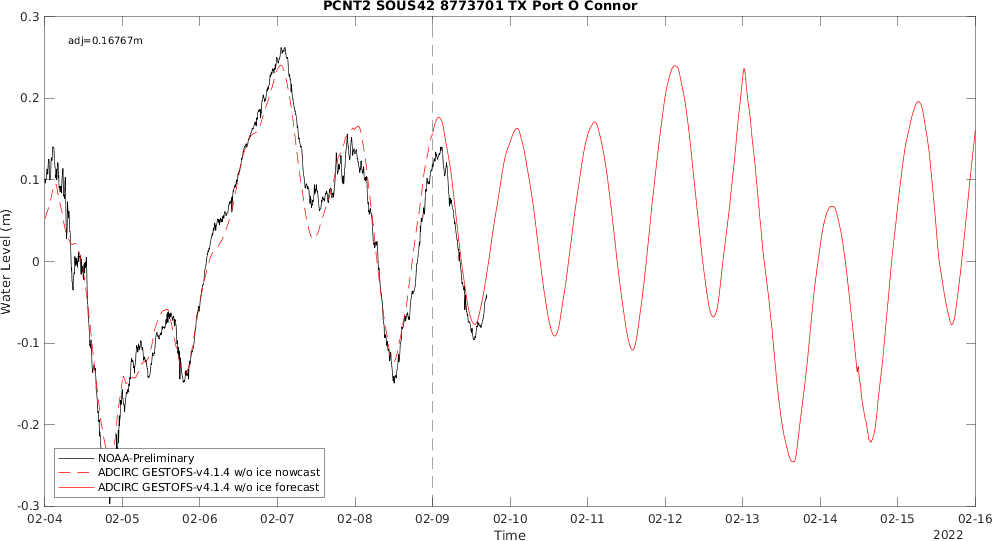 PCNT2 SOUS42 8773701 TX Port O Connor
0.3
adj=0.16767m
0.2
0.1
0
-0.1
-0.2
-0.3
Water Level (m)
NOAA-Preliminary
ADCIRC GESTOFS-v4.1.4 w/o ice nowcast
ADCIRC GESTOFS-v4.1.4 w/o ice forecast
02-04 02-05 02-06 02-07 02-08 02-09 02-10 02-11 02-12 02-13 02-14 02-15 02-16
Time
2022